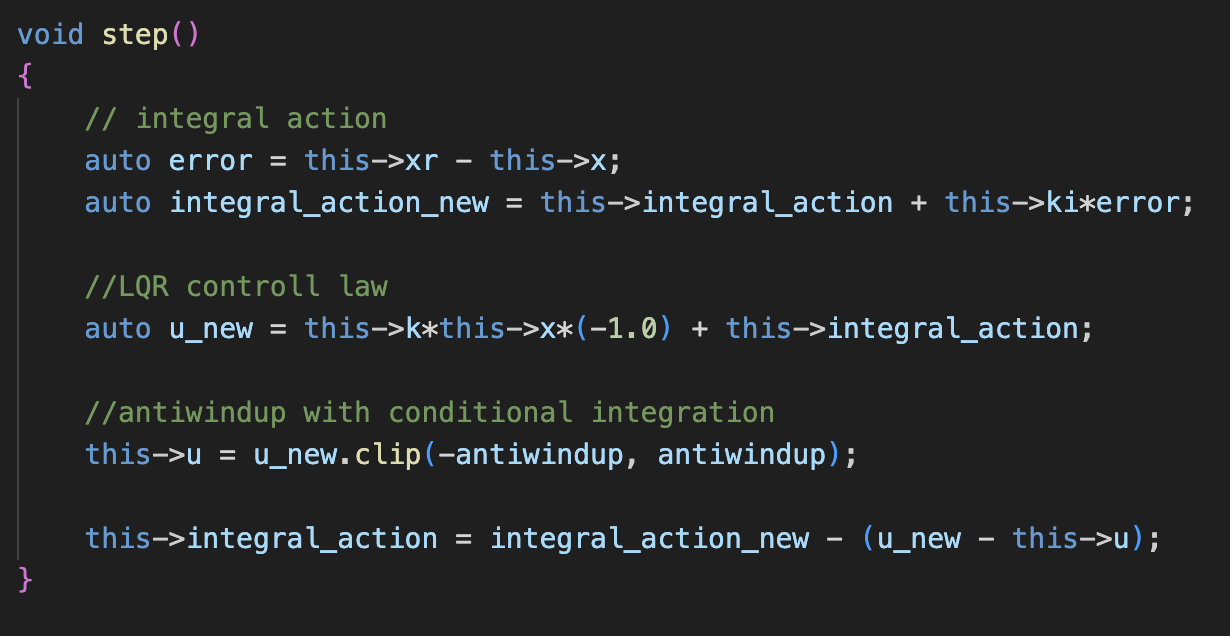 void step()
{
// integral action
auto error = this->xr - this->x;
auto integral_action_new = this->integral_action + this->ki*error;
//LQR controll law
auto u_new = this->k*this->x*(-1.0) + this->integral_action;
//antiwindup with conditional integration
this->u = u_new.clip(-antiwindup, antiwindup);
this->integral_action = integral_action_new - (u_new - this->u);
}